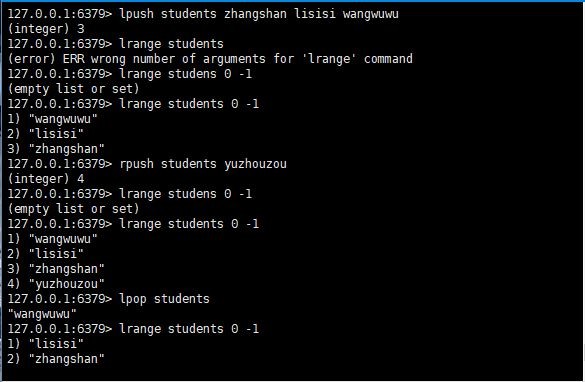 127.0.0.1:6379> lpush students zhangshan lisisi wangwuwu
(integer) 3
127.0.0.1:6379> lrange students
(error) ERR wrong number of arguments for 'lrange' command
127.0.0.1:6379> lrange studens 0 -1
(empty list or set)
127.0.0.1:6379> lrange students 0 -1
1) "wangwuwu"
2) "lisisi"
3) "zhangshan"
127.0.0.1:6379> rpush students yuzhouzou
(integer) 4
127.0.0.1:6379> lrange studens 0 -1
(empty list or set)
127.0.0.1:6379> lrange students 0 -1
1) "wangwuwu"
2) "lisisi"
3) "zhangshan"
4) "yuzhouzou"
127.0.0.1:6379> lpop students
"wangwuwu"
127.0.0.1:6379> lrange students 0 -1
1) "lisisi"
2) "zhangshan"